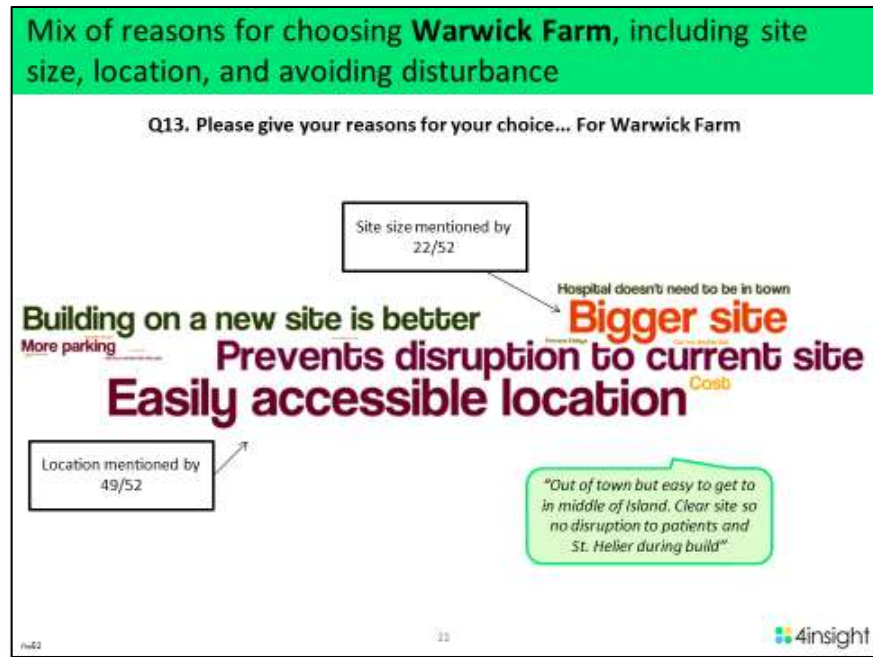 Mix of reasons for choosing Warwick Farm, including site
size, location, and avoiding disturbance
Q13. Please give your reasons for your choice... For Warwick Farm
Site size mentioned by
22/52
Hospital doesn't need to be in town
Building on a new site is better
Bigger site
More parking
Prevents disruption to current site
Easily accessible location
Cost
Location mentioned by
49/52
"Out of town but easy to get to
in middle of Island. Clear site so
no disruption to patients and
St. Helier during build"
4insight